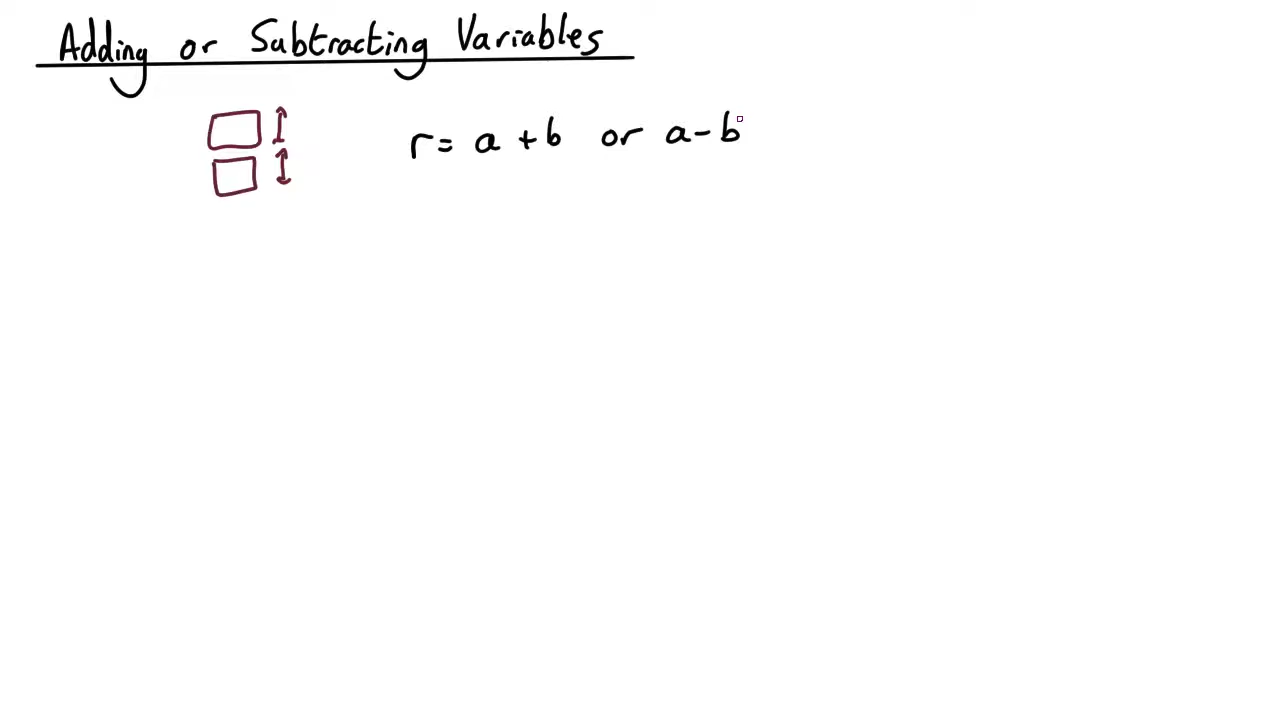 Adding or Subtracting Variables
r = a + b or a - b